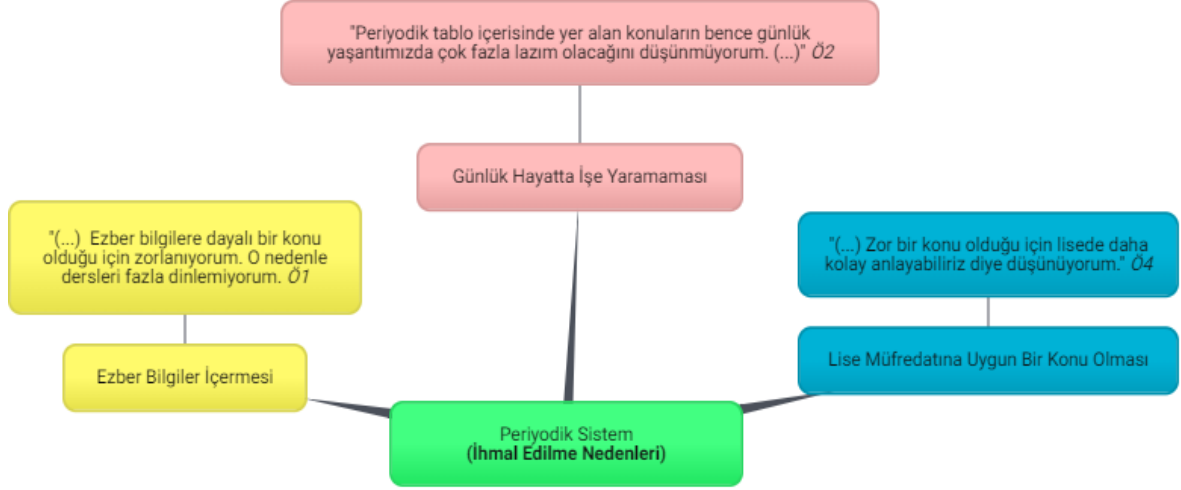 "Periyodik tablo içerisinde yer alan konuların bence günlük
yaşantımızda çok fazla lazım olacağını düşünmüyorum. (...)" Ö2
Günlük Hayatta İşe Yaramaması
"(...) Ezber bilgilere dayalı bir konu
olduğu için zorlanıyorum. O nedenle
dersleri fazla dinlemiyorum. Ö1
Ezber Bilgiler İçermesi
"(...) Zor bir konu olduğu için lisede daha
kolay anlayabiliriz diye düşünüyorum." Ö4
Lise Müfredatına Uygun Bir Konu Olması
Periyodik Sistem
(İhmal Edilme Nedenleri)